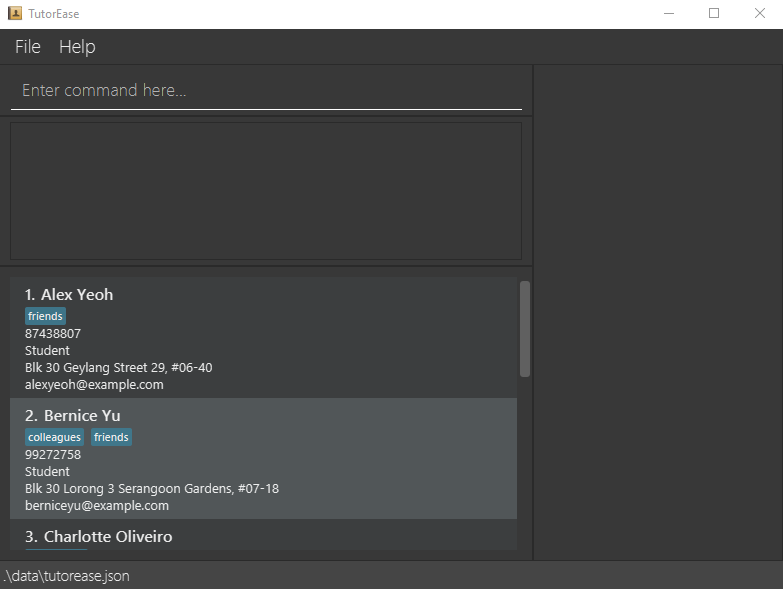 TutorEase
File Help
Enter command here...
1. Alex Yeoh
friends
87438807
Student
Blk 30 Geylang Street 29, #06-40
alexyeoh@example.com
2. Bernice Yu
colleagues friends
99272758
Student
Blk 30 Lorong 3 Serangoon Gardens, #07-18
berniceyu@example.com
3. Charlotte Oliveiro
.\data\tutorease.json